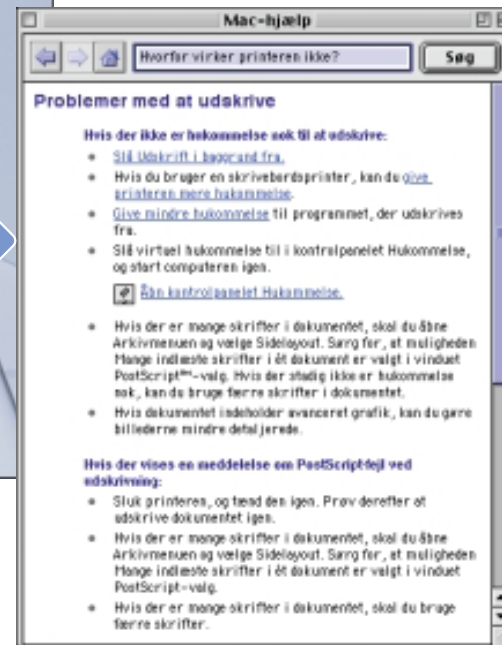 Mac-hjælp
Hvorfor virker printeren ikke?
Søg
Problemer med at udskrive
Hvis der ikke er hukommelse nok til at udskrive:
Slå Udskrift i baggrund fra.
Hvis du bruger en skrivebordsprinter, kan du give
printeren mere hukommelse.
Give mindre hukommelse til programmet, der udskrives
fra.
Slå virtuel hukommelse til i kontrolpanelet Hukommelse,
og start computeren igen.
Åbn kontrolpanelet Hukommelse.
Hvis der er mange skrifter i dokumentet, skal du åbne
Arkivmenuen og vælge Sidelayout. Sørg for, at muligheden
Mange indlæste skrifter i ét dokument er valgt i vinduet
PostScript™-valg. Hvis der stadig ikke er hukommelse
nok, kan du bruge færre skrifter i dokumentet.
Hvis dokumentet indeholder avanceret grafik, kan du gøre
billederne mindre detaljerede.
Hvis der vises en meddelelse om PostScript-fejl ved
udskrivning:
Sluk printeren, og tænd den igen. Prøv derefter at
udskrive dokumentet igen.
Hvis der er mange skrifter i dokumentet, skal du åbne
Arkivmenuen og vælge Sidelayout. Sørg for, at muligheden
Mange indlæste skrifter i ét dokument er valgt i vinduet
PostScript-valg.
Hvis der er mange skrifter i dokumentet, skal du bruge
færre skrifter.